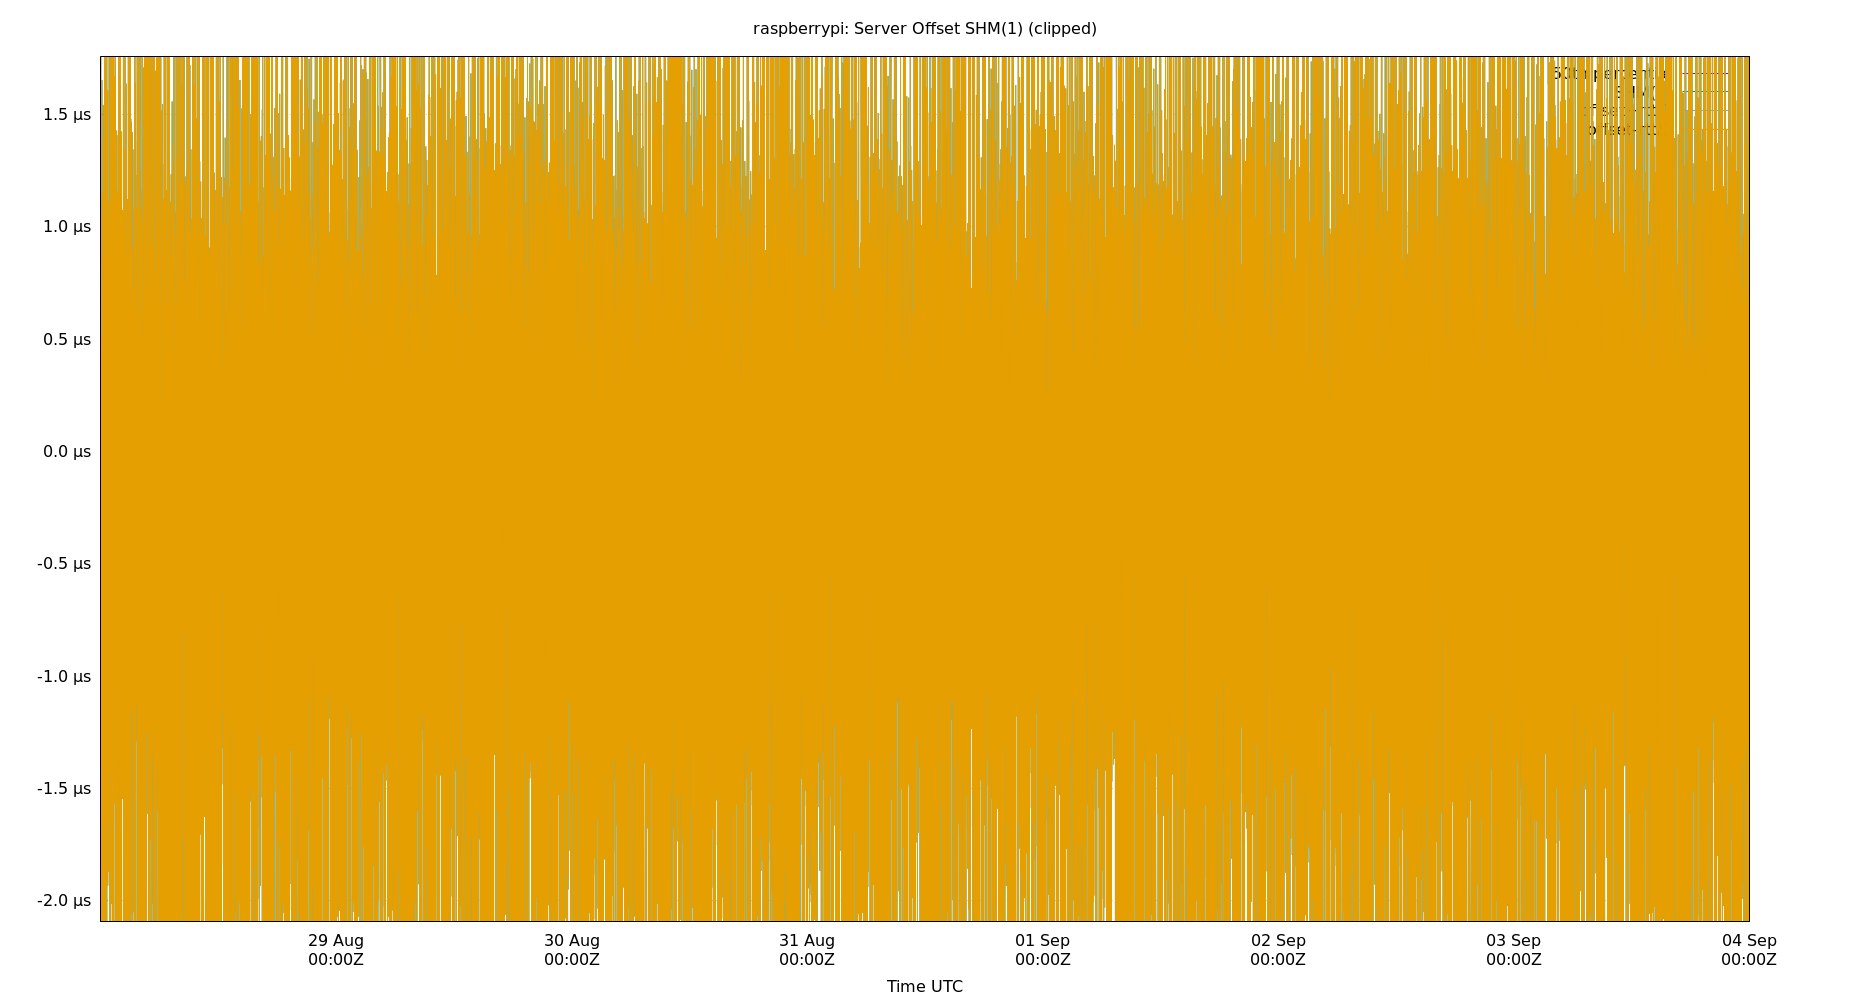 raspberrypi: Server Offset SHM(1) (clipped)
1.5 µs
1.0 µs
0.5 µs
0.0 µs
-0.5 µs
-1.0 µs
-1.5 µs
-2.0 µs
29 Aug
00:00Z
30 Aug
00:00Z
31 Aug
00:00Z
01 Sep
00:00Z
02 Sep
00:00Z
03 Sep
00:00Z
04 Sep
00:00Z
Time UTC